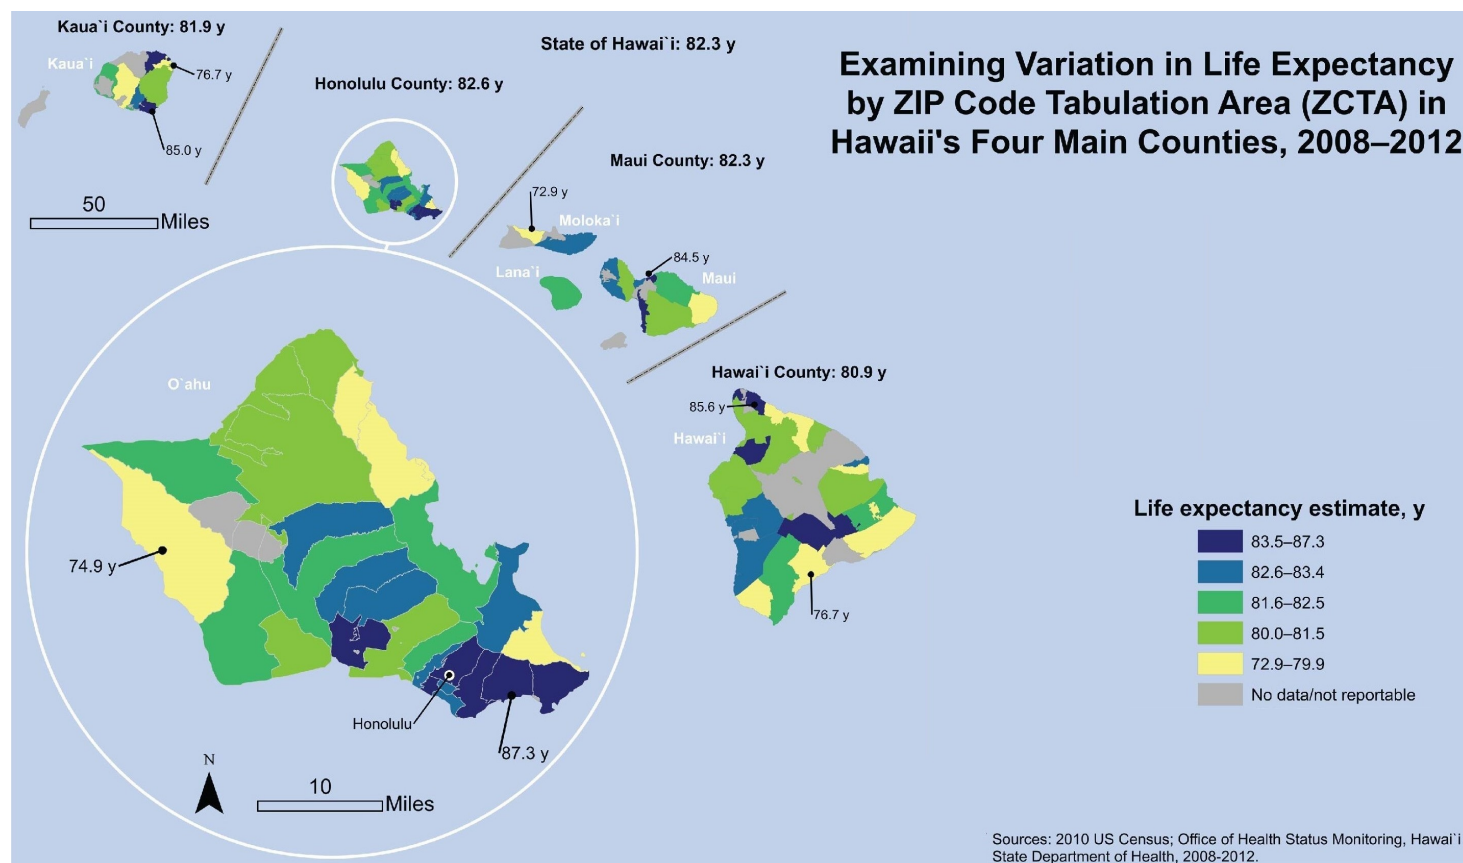 Kaua`i County: 81.9 y
Kaua`i
76.7 y
85.0 y
50
Miles
State of Hawai`i: 82.3 y
Honolulu County: 82.6 y
Examining Variation in Life Expectancy
by ZIP Code Tabulation Area (ZCTA) in
Hawaii's Four Main Counties, 2008–2012
Maui County: 82.3 y
72.9 y
Moloka`i
84.5 y
Lana`i
Maui
Hawai`i County: 80.9 y
85.6 y
Hawai`i
76.7 y
O`ahu
74.9 y
Honolulu
87.3 y
N
10
Miles
Life expectancy estimate, y
83.5–87.3
82.6–83.4
81.6–82.5
80.0–81.5
72.9–79.9
No data/not reportable
Sources: 2010 US Census; Office of Health Status Monitoring, Hawai`i
State Department of Health, 2008-2012.